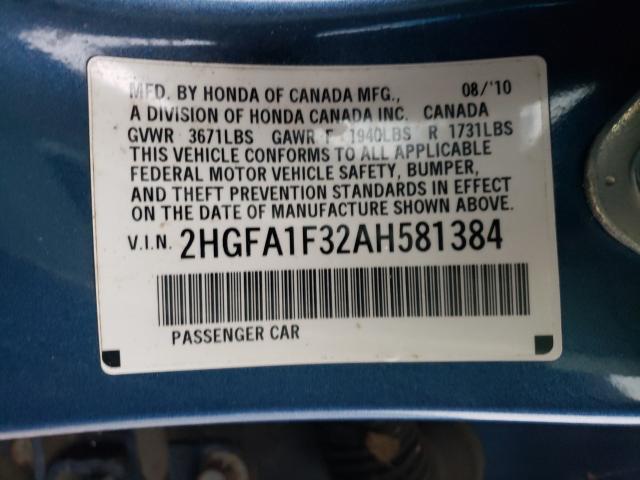 MFD. BY HONDA OF CANADA MFG., 08/'10
A DIVISION OF HONDA CANADA INC. CANADA
GVWR 3671LBS GAWR F 1940LBS R 1731LBS
THIS VEHICLE CONFORMS TO ALL APPLICABLE
FEDERAL MOTOR VEHICLE SAFETY, BUMPER,
AND THEFT PREVENTION STANDARDS IN EFFECT
ON THE DATE OF MANUFACTURE SHOWN ABOVE.
V.I.N. 2HGFA1F32AH581384
PASSENGER CAR